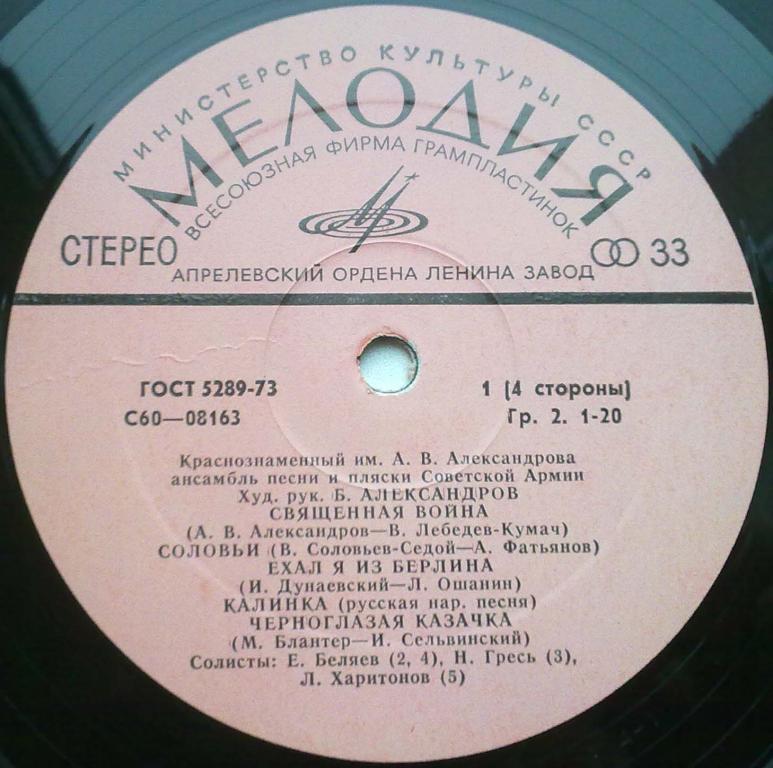 МИНИСТЕРСТВО КУЛЬТУРЫ СССР
МЕЛОДИЯ
ВСЕСОЮЗНАЯ ФИРМА ГРАМПЛАСТИНОК
СТЕРЕО 33
АПРЕЛЕВСКИЙ ОРДЕНА ЛЕНИНА ЗАВОД
ГОСТ 5289-73 1 (4 стороны)
С60—08163 Гр. 2. 1-20
Краснознаменный им. А. В. Александрова
ансамбль песни и пляски Советской Армии
Худ. рук. Б. АЛЕКСАНДРОВ
СВЯЩЕННАЯ ВОЙНА
(А. В. Александров—В. Лебедев-Кумач)
СОЛОВЬИ (В. Соловьев-Седой—А. Фатьянов)
ЕХАЛ Я ИЗ БЕРЛИНА
(И. Дунаевский—Л. Ошанин)
КАЛИНКА (русская нар. песня)
ЧЕРНОГЛАЗАЯ КАЗАЧКА
(М. Блантер—И. Сельвинский)
Солисты: Е. Беляев (2, 4), Н. Гресь (3),
Л. Харитонов (5)